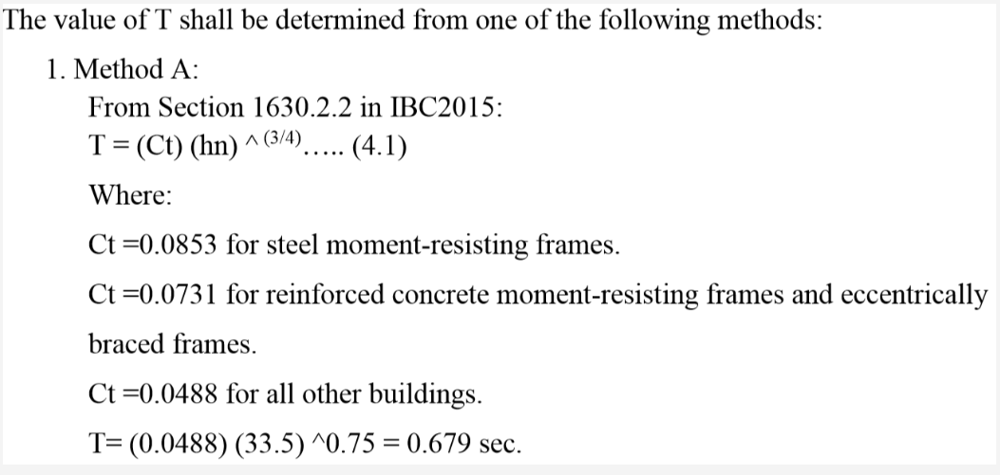 The value of T shall be determined from one of the following methods:
1. Method A:
From Section 1630.2.2 in IBC2015:
T = (Ct) (hn) ^ (3/4)..... (4.1)
Where:
Ct =0.0853 for steel moment-resisting frames.
Ct =0.0731 for reinforced concrete moment-resisting frames and eccentrically
braced frames.
Ct =0.0488 for all other buildings.
T= (0.0488) (33.5) ^0.75 = 0.679 sec.